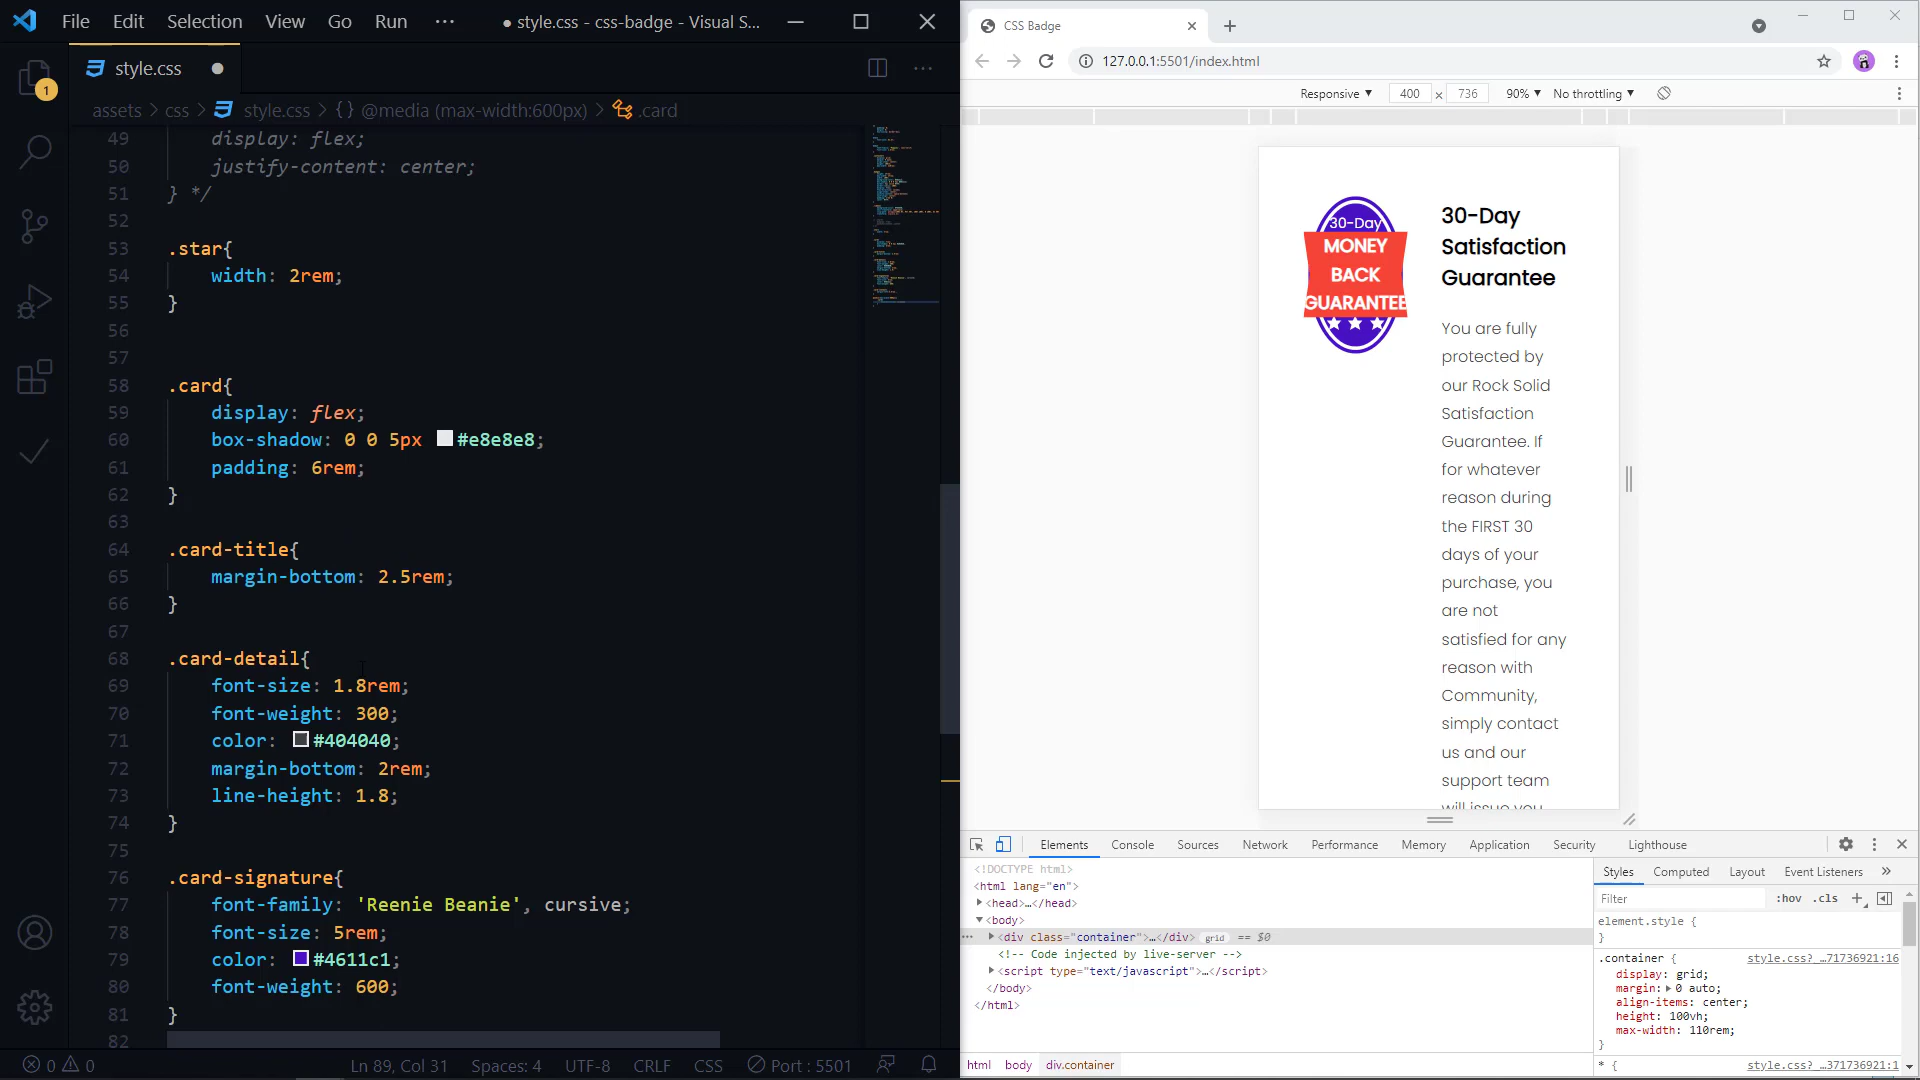 File Edit Selection View Go Run ··· ● style.css - css-badge - Visual S...
style.css ●
assets > css > style.css > { } @media (max-width:600px) > .card
1
49 display: flex;
50 justify-content: center;
51 } */
52
53 .star{
54 width: 2rem;
55 }
56
57
58 .card{
59 display: flex;
60 box-shadow: 0 0 5px #e8e8e8;
61 padding: 6rem;
62 }
63
64 .card-title{
65 margin-bottom: 2.5rem;
66 }
67
68 .card-detail{
69 font-size: 1.8rem;
70 font-weight: 300;
71 color: #404040;
72 margin-bottom: 2rem;
73 line-height: 1.8;
74 }
75
76 .card-signature{
77 font-family: 'Reenie Beanie', cursive;
78 font-size: 5rem;
79 color: #4611c1;
80 font-weight: 600;
81 }
82
0 0 Ln 89, Col 31 Spaces: 4 UTF-8 CRLF CSS Port : 5501
CSS Badge
127.0.0.1:5501/index.html
Responsive ▼ 400 × 736 90% ▼ No throttling ▼
30-Day
MONEY
BACK
GUARANTEE
30-Day
Satisfaction
Guarantee
You are fully
protected by
our Rock Solid
Satisfaction
Guarantee. If
for whatever
reason during
the FIRST 30
days of your
purchase, you
are not
satisfied for any
reason with
Community,
simply contact
us and our
support team
will issue you
Elements Console Sources Network Performance Memory Application Security Lighthouse
<!DOCTYPE html>
<html lang="en">
▶<head>…</head>
▼<body>
··· ▶<div class="container">…</div> grid == $0
<!-- Code injected by live-server -->
▶<script type="text/javascript">…</script>
</body>
</html>
html body div.container
Styles Computed Layout Event Listeners »
Filter :hov .cls +
element.style {
}
.container { style.css?_…71736921:16
display: grid;
margin: ▶ 0 auto;
align-items: center;
height: 100vh;
max-width: 110rem;
}
* { style.css?_…371736921:1